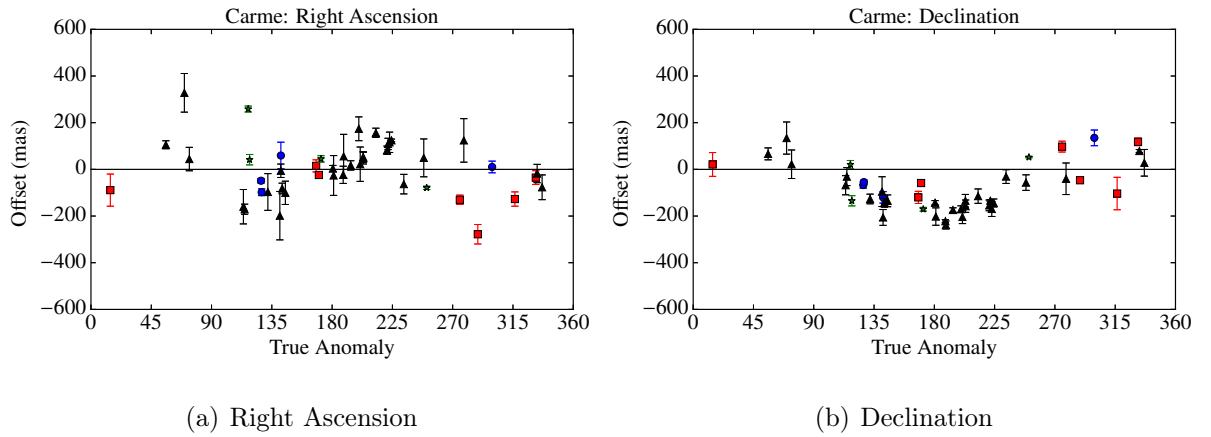 Carme: Right Ascension
600
400
200
0
−200
−400
−600
Offset (mas)
0 45 90 135 180 225 270 315 360
True Anomaly
(a) Right Ascension
Carme: Declination
600
400
200
0
−200
−400
−600
Offset (mas)
0 45 90 135 180 225 270 315 360
True Anomaly
(b) Declination